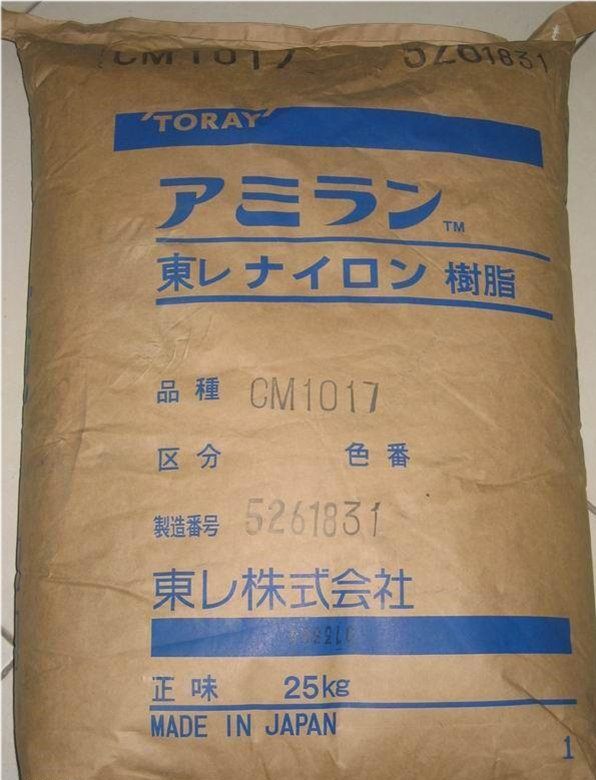 CM1017 5261831
TORAY
アミラン™
東レ ナイロン 樹脂
品種 CM1017
区分 色番
製造番号 5261831
東レ株式会社
正味 25kg
MADE IN JAPAN
1